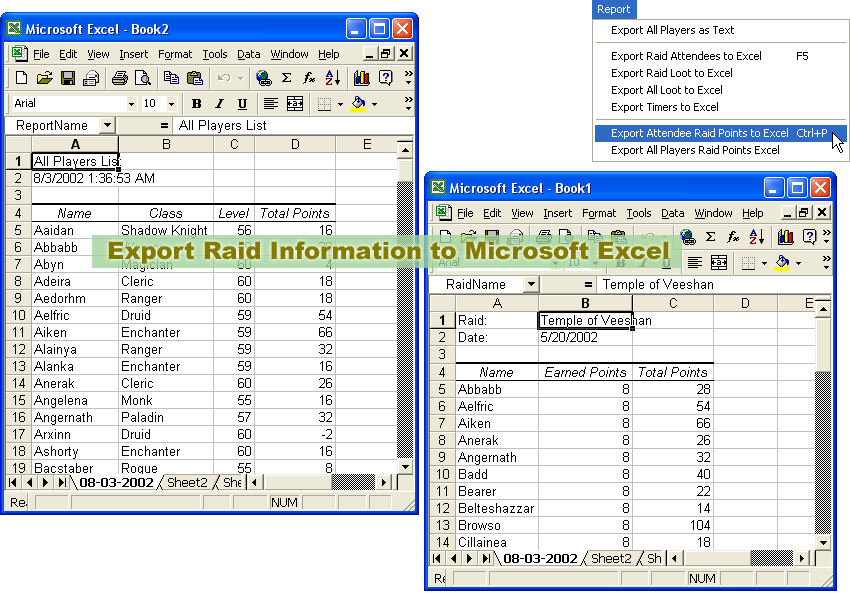 Microsoft Excel - Book2
File Edit View Insert Format Tools Data Window Help
Arial 10 B I U
ReportName = All Players List
A B C D E
1 All Players List
2 8/3/2002 1:36:53 AM
3
4 Name Class Level Total Points
5 Aaidan Shadow Knight 56 16
6 Abbabb
7 Abyn Magician 60 4
8 Adeira Cleric 60 18
9 Aedorhm Ranger 60 18
10 Aelfric Druid 59 54
11 Aiken Enchanter 59 66
12 Alainya Ranger 59 32
13 Alanka Enchanter 59 16
14 Anerak Cleric 60 26
15 Angelena Monk 55 16
16 Angernath Paladin 57 32
17 Arxinn Druid 60 -2
18 Ashorty Enchanter 60 16
19 Bacstaber Rogue 55 8
08-03-2002 Sheet2 She
Rea
NUM
Report
Export All Players as Text
Export Raid Attendees to Excel F5
Export Raid Loot to Excel
Export All Loot to Excel
Export Timers to Excel
Export Attendee Raid Points to Excel Ctrl+P
Export All Players Raid Points Excel
Export Raid Information to Microsoft Excel
Microsoft Excel - Book1
File Edit View Insert Format Tools Data Window Help
Arial 10 B I U
RaidName = Temple of Veeshan
A B C D E
1 Raid: Temple of Veeshan
2 Date: 5/20/2002
3
4 Name Earned Points Total Points
5 Abbabb 8 28
6 Aelfric 8 54
7 Aiken 8 66
8 Anerak 8 26
9 Angernath 8 32
10 Badd 8 40
11 Bearer 8 22
12 Belteshazzar 8 14
13 Browso 8 104
14 Cillainea 8 18
08-03-2002 Sheet2 Sh
Re
NUM